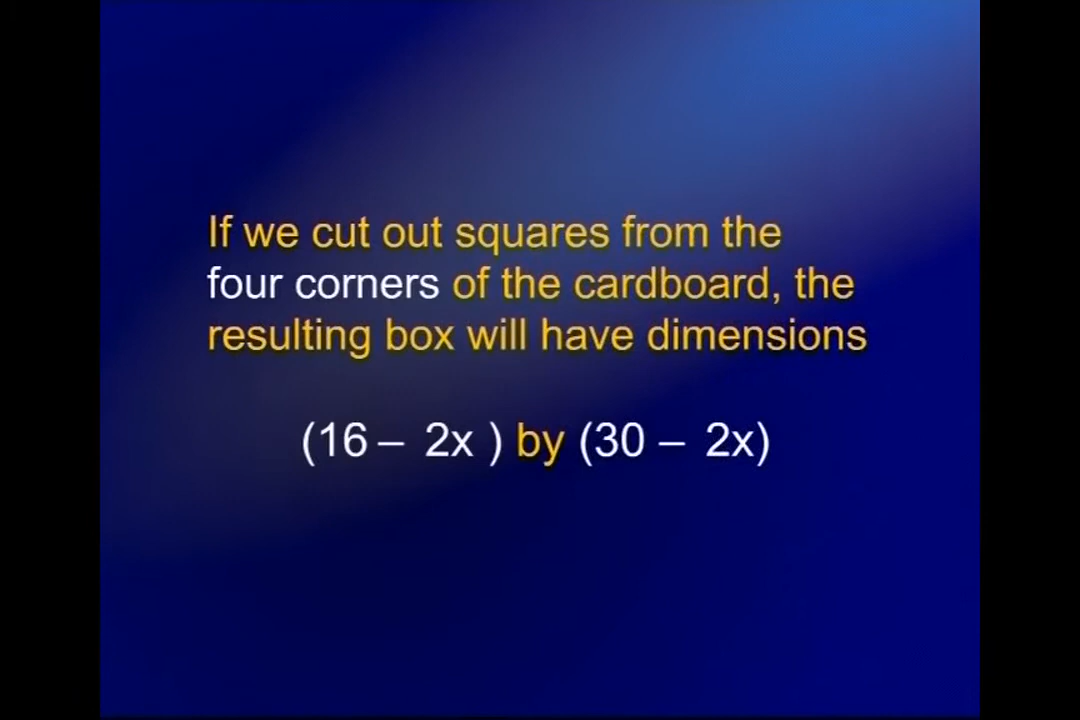 If we cut out squares from the
four corners of the cardboard, the
resulting box will have dimensions
(16 – 2x ) by (30 – 2x)